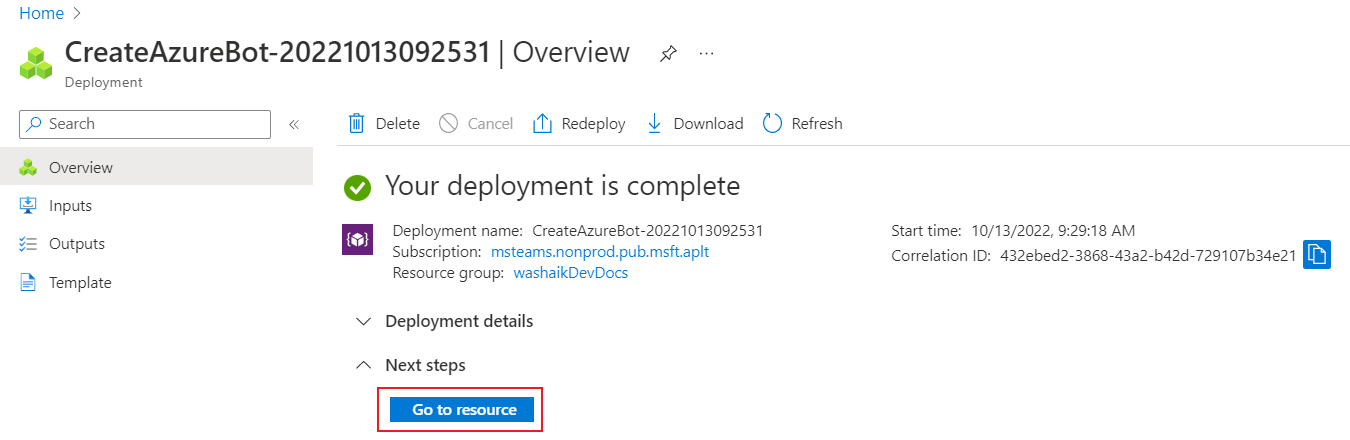 Home
CreateAzureBot-20221013092531 | Overview
Deployment
Search
Overview
Inputs
Outputs
Template
Delete Cancel Redeploy Download Refresh
Your deployment is complete
Deployment name: CreateAzureBot-20221013092531
Subscription: msteams.nonprod.pub.msft.aplt
Resource group: washaikDevDocs
Start time: 10/13/2022, 9:29:18 AM
Correlation ID: 432ebed2-3868-43a2-b42d-729107b34e21
Deployment details
Next steps
Go to resource